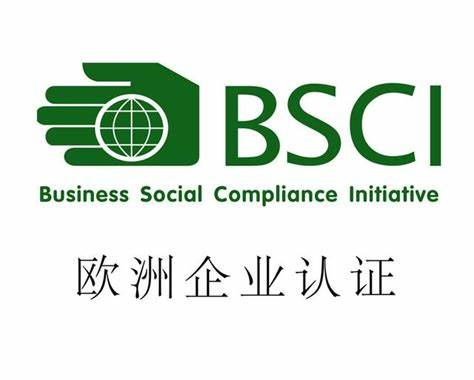 BSCI
Business Social Compliance Initiative
欧洲企业认证